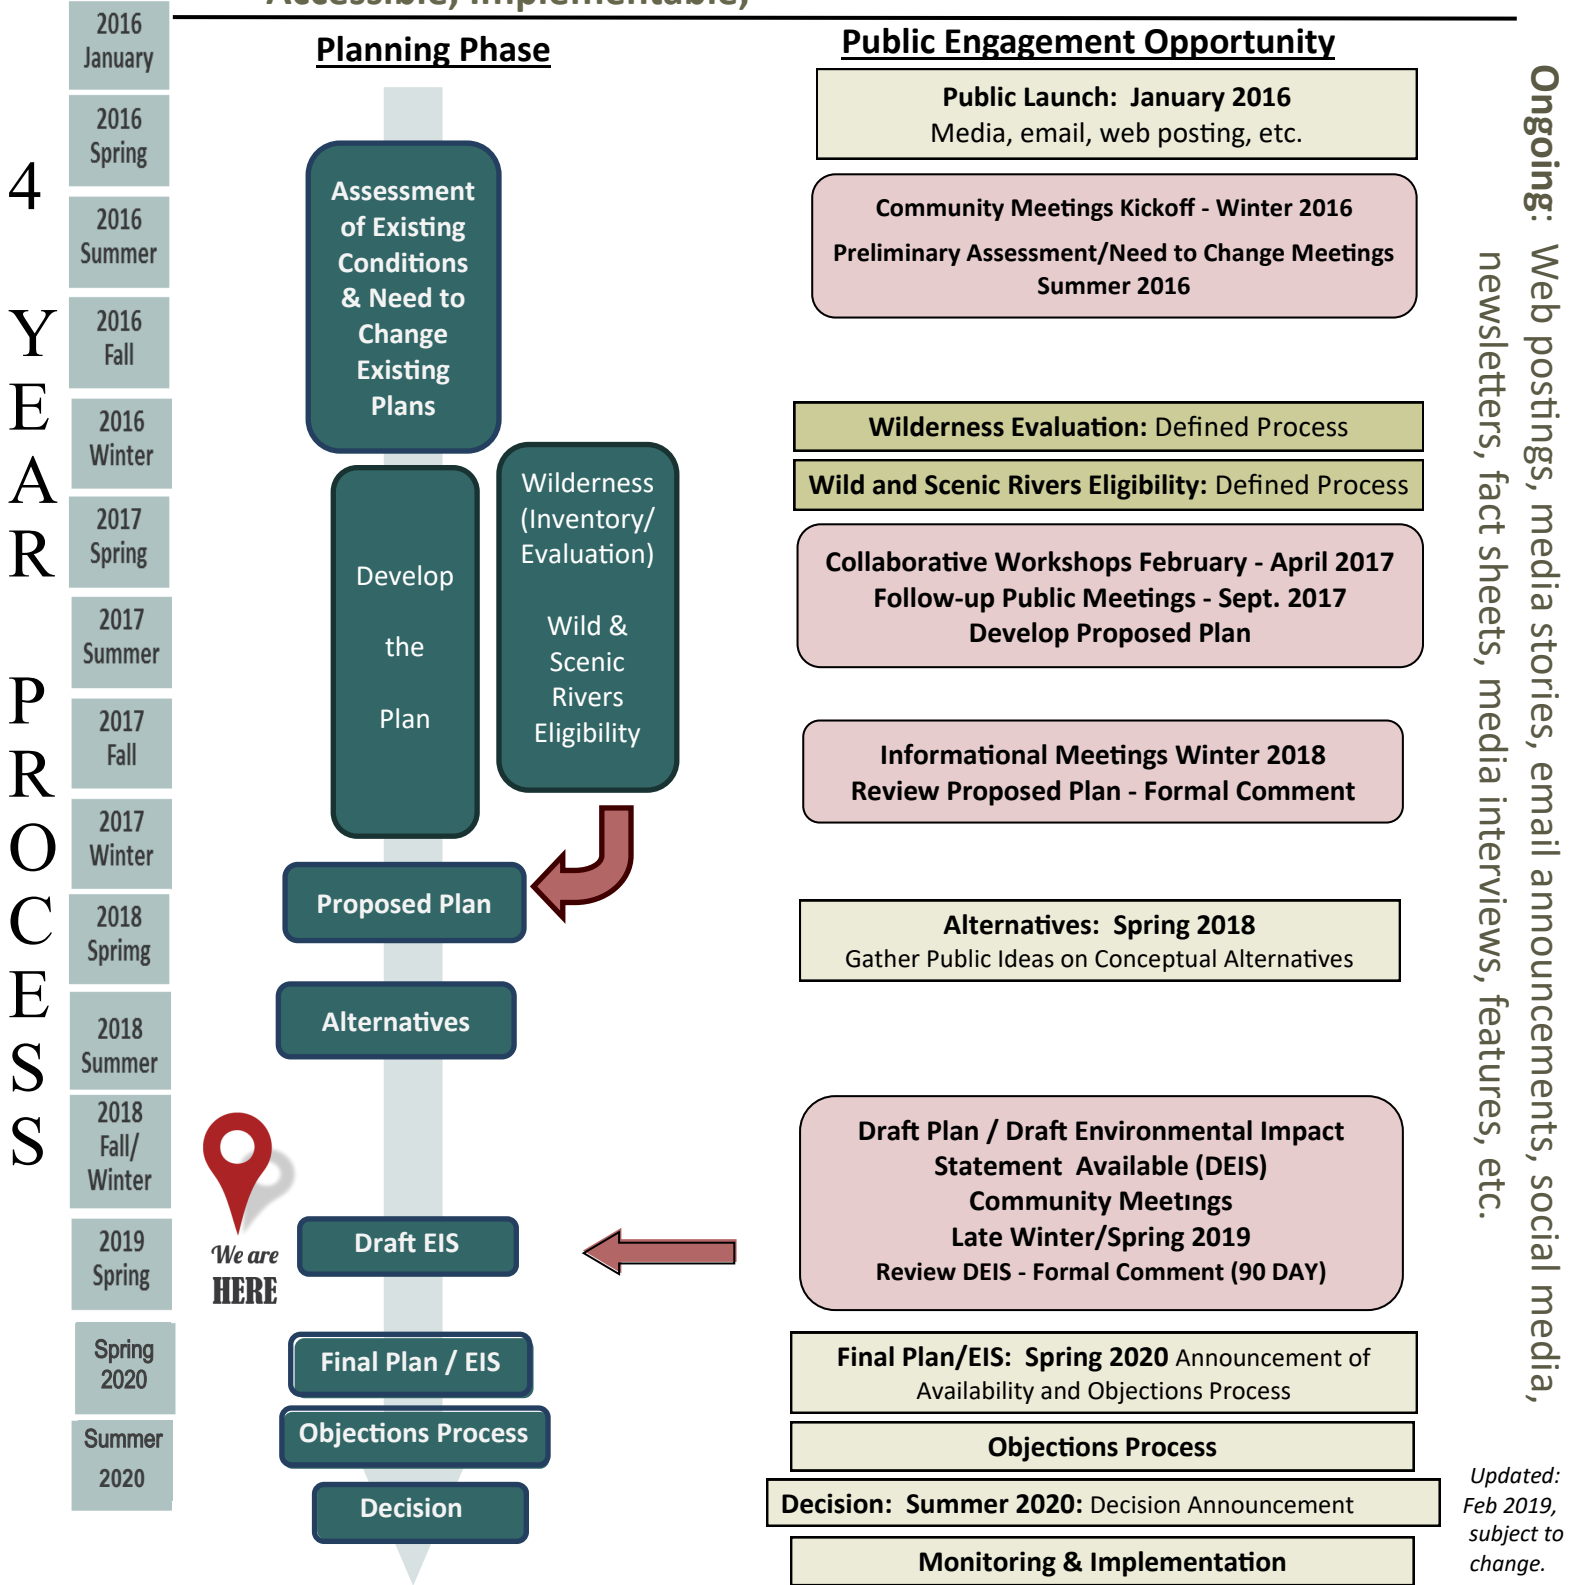 Accessible, Implementable,
4 YEAR PROCESS
2016
January
2016
Spring
2016
Summer
2016
Fall
2016
Winter
2017
Spring
2017
Summer
2017
Fall
2017
Winter
2018
Sprimg
2018
Summer
2018
Fall/
Winter
2019
Spring
Spring
2020
Summer
2020
Planning Phase
Assessment
of Existing
Conditions
& Need to
Change
Existing
Plans
Develop
the
Plan
Wilderness
(Inventory/
Evaluation)
Wild &
Scenic
Rivers
Eligibility
Proposed Plan
Alternatives
We are
HERE
Draft EIS
Final Plan / EIS
Objections Process
Decision
Public Engagement Opportunity
Public Launch: January 2016
Media, email, web posting, etc.
Community Meetings Kickoff - Winter 2016
Preliminary Assessment/Need to Change Meetings
Summer 2016
Wilderness Evaluation: Defined Process
Wild and Scenic Rivers Eligibility: Defined Process
Collaborative Workshops February - April 2017
Follow-up Public Meetings - Sept. 2017
Develop Proposed Plan
Informational Meetings Winter 2018
Review Proposed Plan - Formal Comment
Alternatives: Spring 2018
Gather Public Ideas on Conceptual Alternatives
Draft Plan / Draft Environmental Impact
Statement Available (DEIS)
Community Meetings
Late Winter/Spring 2019
Review DEIS - Formal Comment (90 DAY)
Final Plan/EIS: Spring 2020 Announcement of
Availability and Objections Process
Objections Process
Decision: Summer 2020: Decision Announcement
Monitoring & Implementation
Ongoing: Web postings, media stories, email announcements, social media,
newsletters, fact sheets, media interviews, features, etc.
Updated:
Feb 2019,
subject to
change.